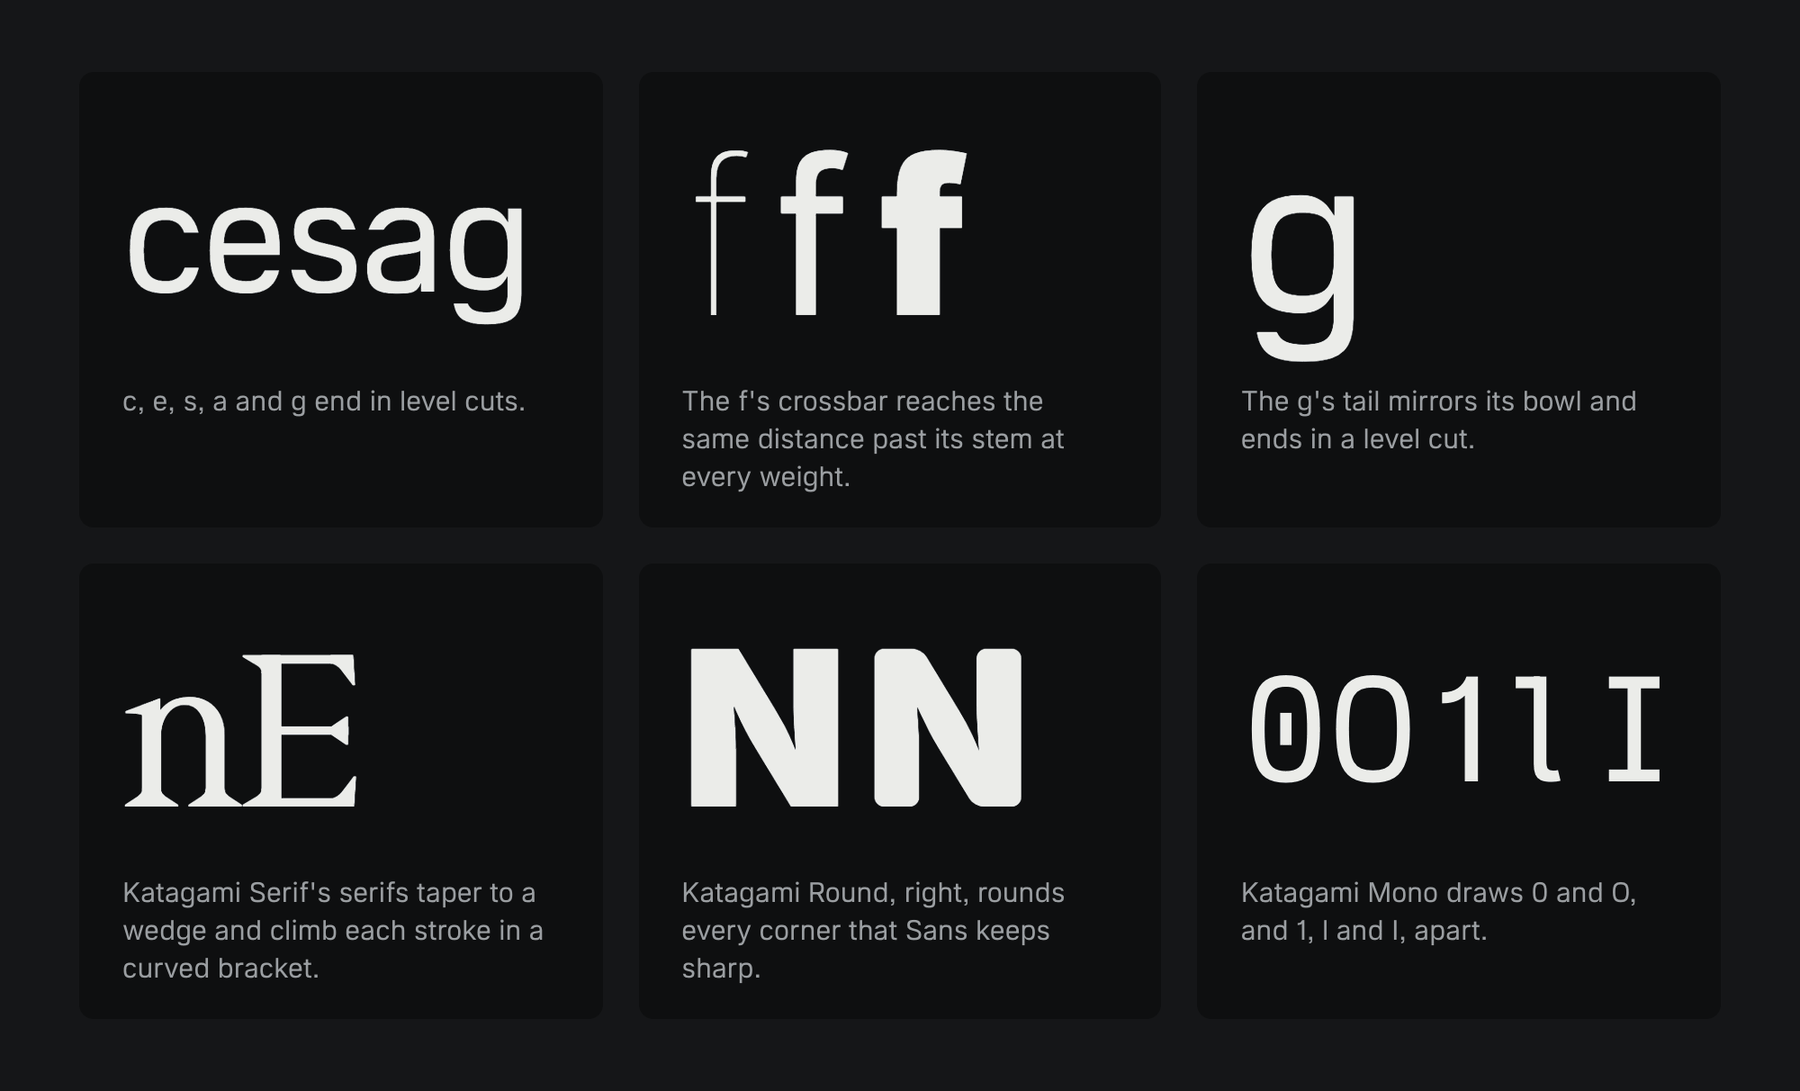 cesag
c, e, s, a and g end in level cuts.
f f f
The f's crossbar reaches the
same distance past its stem at
every weight.
g
The g's tail mirrors its bowl and
ends in a level cut.
nE
Katagami Serif's serifs taper to a
wedge and climb each stroke in a
curved bracket.
NN
Katagami Round, right, rounds
every corner that Sans keeps
sharp.
0O1lI
Katagami Mono draws 0 and O,
and 1, l and I, apart.